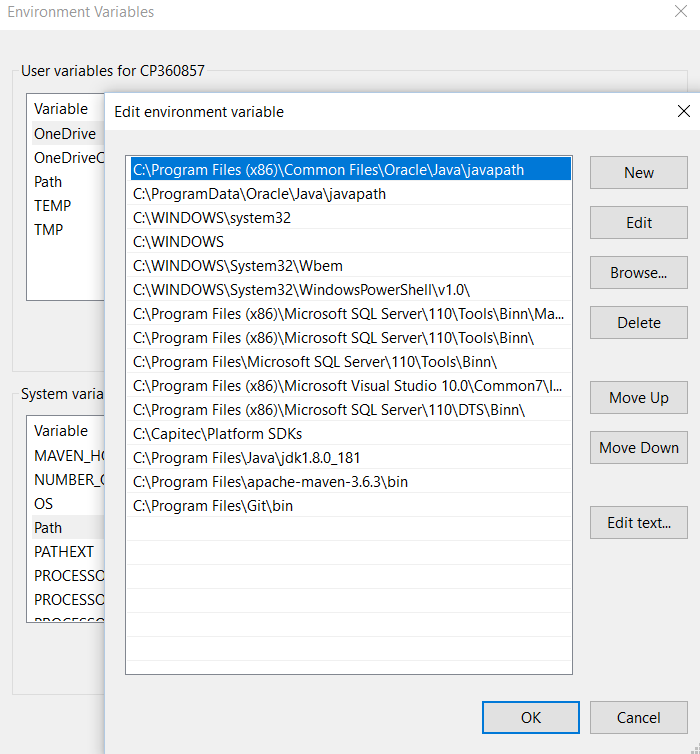 Environment Variables
User variables for CP360857
Variable
OneDrive
OneDriveC
Path
TEMP
TMP
System varia
Variable
MAVEN_HO
NUMBER_O
OS
Path
PATHEXT
PROCESSO
PROCESSO
Edit environment variable
C:\Program Files (x86)\Common Files\Oracle\Java\javapath
C:\ProgramData\Oracle\Java\javapath
C:\WINDOWS\system32
C:\WINDOWS
C:\WINDOWS\System32\Wbem
C:\WINDOWS\System32\WindowsPowerShell\v1.0\
C:\Program Files (x86)\Microsoft SQL Server\110\Tools\Binn\Ma...
C:\Program Files (x86)\Microsoft SQL Server\110\Tools\Binn\
C:\Program Files\Microsoft SQL Server\110\Tools\Binn\
C:\Program Files (x86)\Microsoft Visual Studio 10.0\Common7\I...
C:\Program Files (x86)\Microsoft SQL Server\110\DTS\Binn\
C:\Capitec\Platform SDKs
C:\Program Files\Java\jdk1.8.0_181
C:\Program Files\apache-maven-3.6.3\bin
C:\Program Files\Git\bin
New
Edit
Browse...
Delete
Move Up
Move Down
Edit text...
OK
Cancel